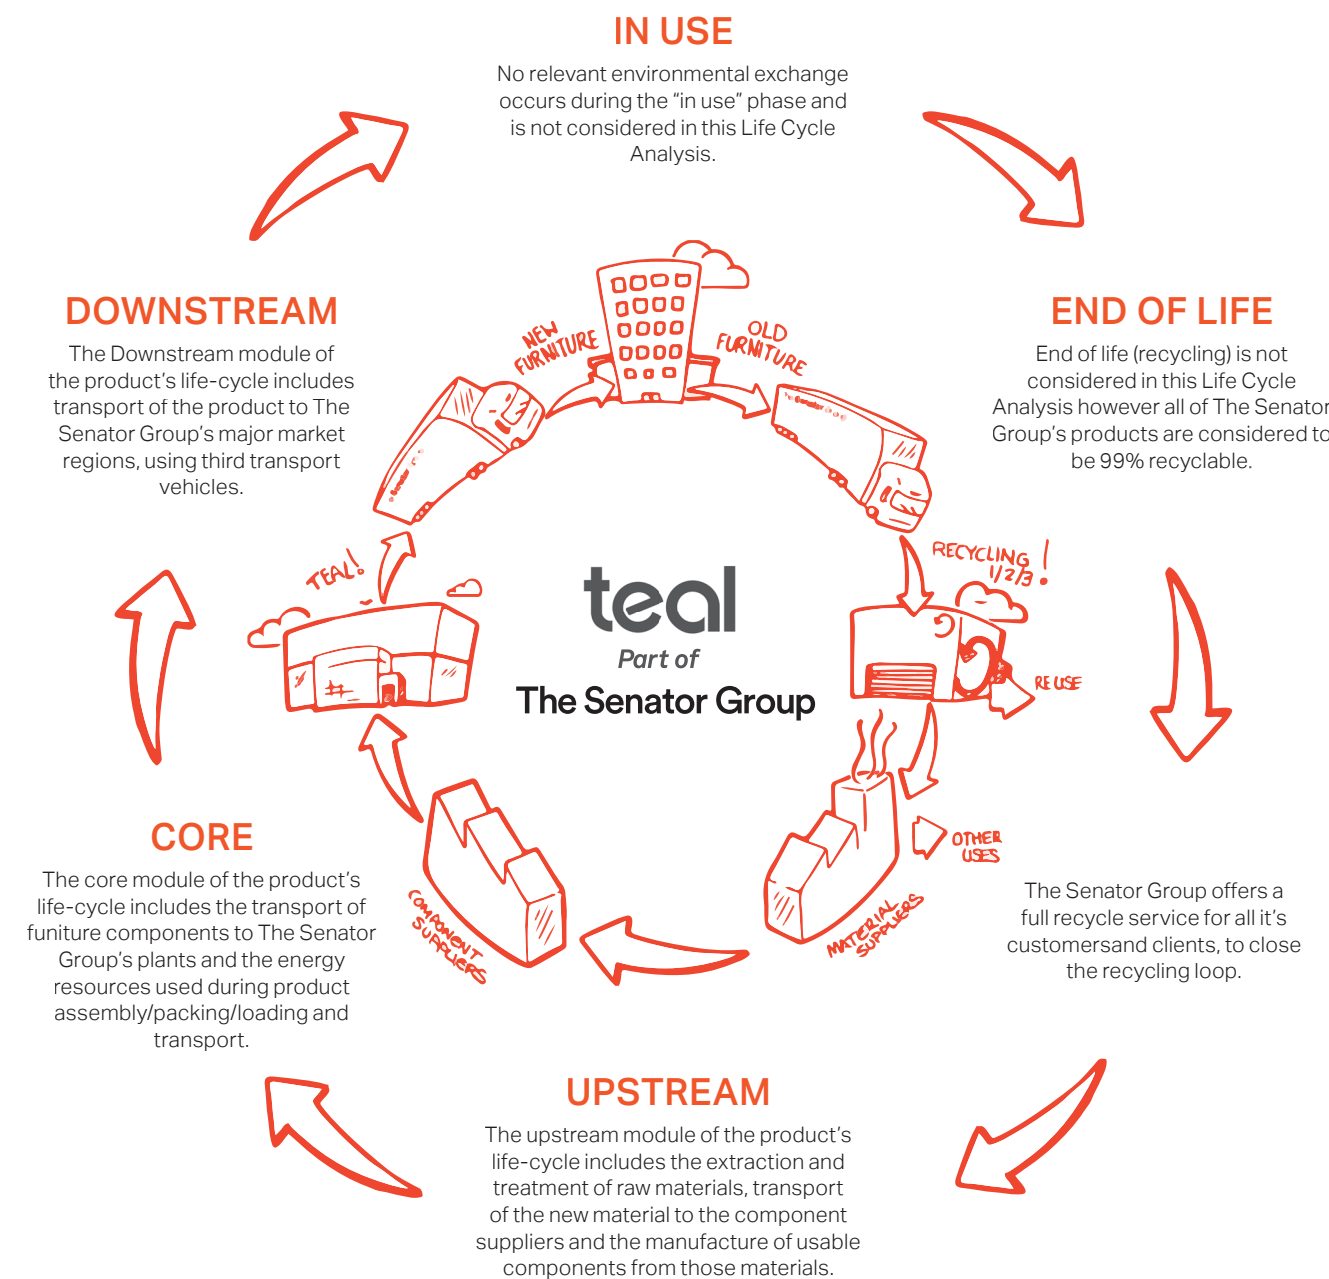 IN USE
No relevant environmental exchange
occurs during the “in use” phase and
is not considered in this Life Cycle
Analysis.
DOWNSTREAM
The Downstream module of
the product’s life-cycle includes
transport of the product to The
Senator Group’s major market
regions, using third transport
vehicles.
END OF LIFE
End of life (recycling) is not
considered in this Life Cycle
Analysis however all of The Senator
Group’s products are considered to
be 99% recyclable.
NEW
FURNITURE
OLD
FURNITURE
Senator
Senator
TEAL!
RECYCLING!
1/2/3
teal
Part of
The Senator Group
RE USE
OTHER
USES
COMPONENT
SUPPLIERS
MATERIAL
SUPPLIERS
CORE
The core module of the product’s
life-cycle includes the transport of
funiture components to The Senator
Group’s plants and the energy
resources used during product
assembly/packing/loading and
transport.
The Senator Group offers a
full recycle service for all it’s
customersand clients, to close
the recycling loop.
UPSTREAM
The upstream module of the product’s
life-cycle includes the extraction and
treatment of raw materials, transport
of the new material to the component
suppliers and the manufacture of usable
components from those materials.